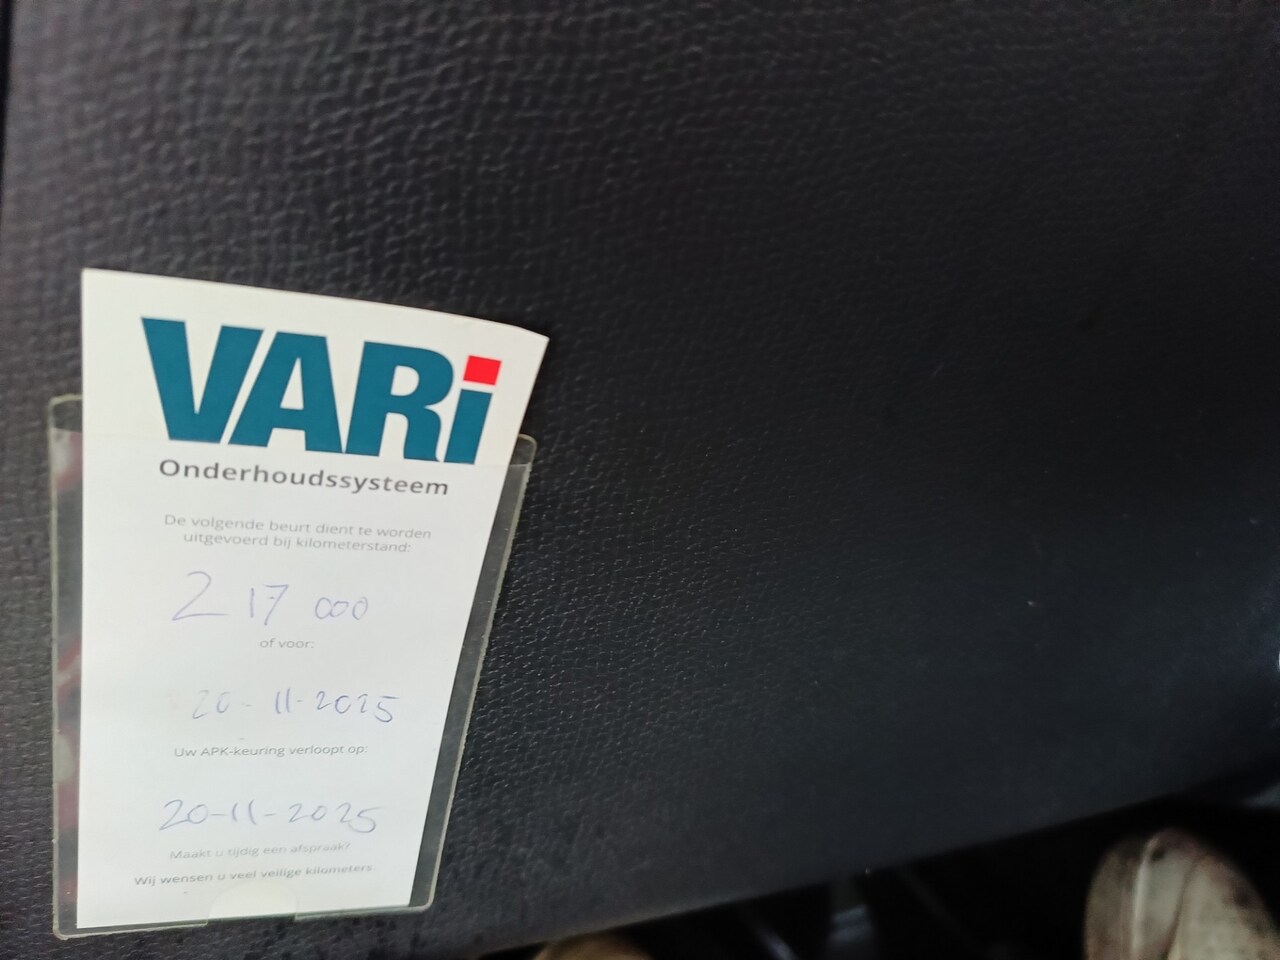 VARi
Onderhoudssysteem
De volgende beurt dient te worden
uitgevoerd bij kilometerstand:
217 000
of voor:
20-11-2025
Uw APK-keuring verloopt op:
20-11-2025
Maakt u tijdig een afspraak?
Wij wensen u veel veilige kilometers